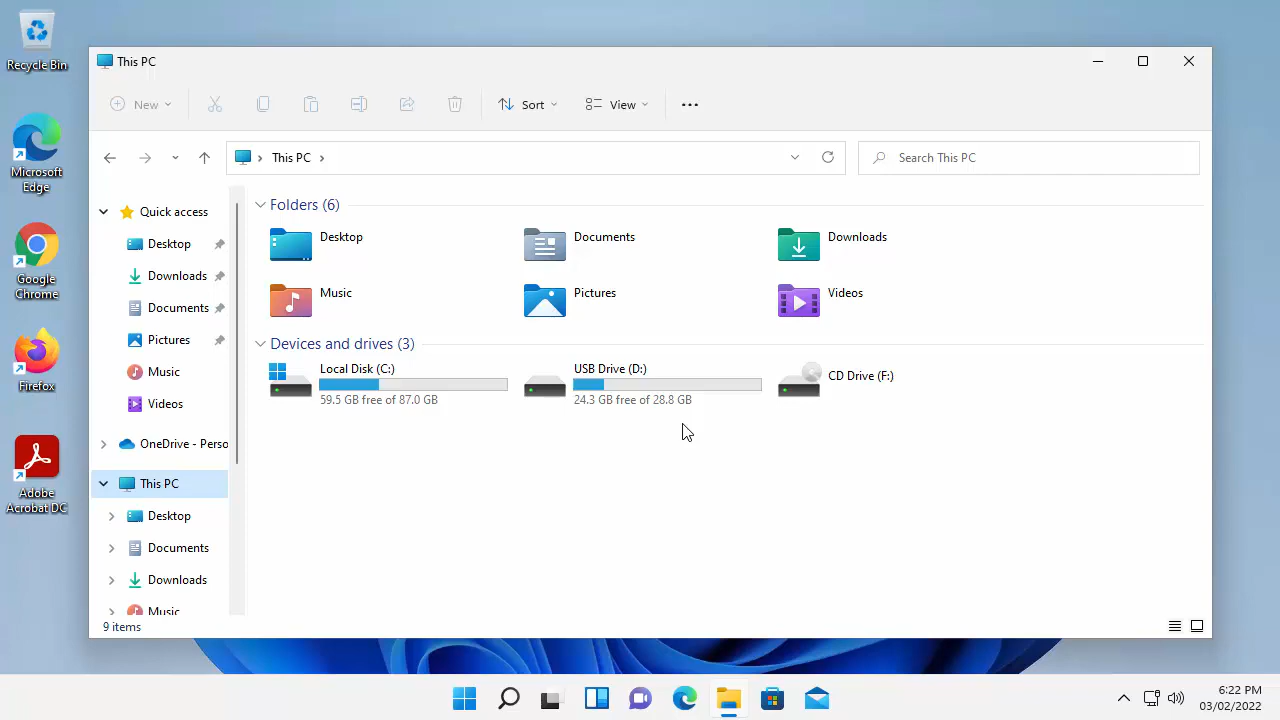 Recycle Bin
Microsoft
Edge
Google
Chrome
Firefox
Adobe
Acrobat DC
This PC
New
Sort
View
This PC
Search This PC
Quick access
Desktop
Downloads
Documents
Pictures
Music
Videos
OneDrive - Perso
This PC
Desktop
Documents
Downloads
Music
Folders (6)
Desktop
Documents
Downloads
Music
Pictures
Videos
Devices and drives (3)
Local Disk (C:)
59.5 GB free of 87.0 GB
USB Drive (D:)
24.3 GB free of 28.8 GB
CD Drive (F:)
9 items
6:22 PM
03/02/2022